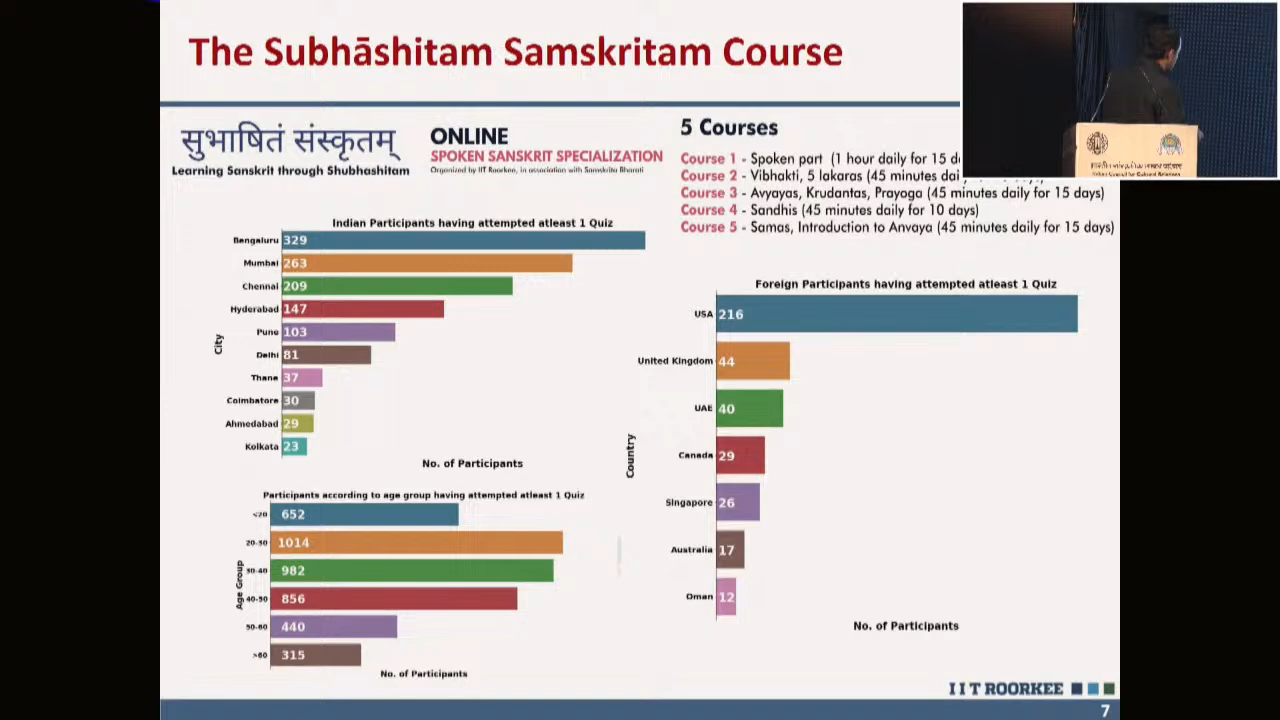 The Subhāshitam Samskritam Course
सुभाषितं संस्कृतम्
Learning Sanskrit through Shubhashitam
ONLINE
SPOKEN SANSKRIT SPECIALIZATION
Organized by IIT Roorkee, in association with Samskrita Bharati
5 Courses
Course 1 - Spoken part (1 hour daily for 15 d
Course 2 - Vibhakti, 5 lakaras (45 minutes dai
Course 3 - Avyayas, Krudantas, Prayoga (45 minutes daily for 15 days)
Course 4 - Sandhis (45 minutes daily for 10 days)
Course 5 - Samas, Introduction to Anvaya (45 minutes daily for 15 days)
Indian Participants having attempted atleast 1 Quiz
City
Bengaluru 329
Mumbai 263
Chennai 209
Hyderabad 147
Pune 103
Delhi 81
Thane 37
Coimbatore 30
Ahmedabad 29
Kolkata 23
No. of Participants
Participants according to age group having attempted atleast 1 Quiz
Age Group
<20 652
20-30 1014
30-40 982
40-50 856
50-60 440
>60 315
No. of Participants
Foreign Participants having attempted atleast 1 Quiz
Country
USA 216
United Kingdom 44
UAE 40
Canada 29
Singapore 26
Australia 17
Oman 12
No. of Participants
IIT ROORKEE
7